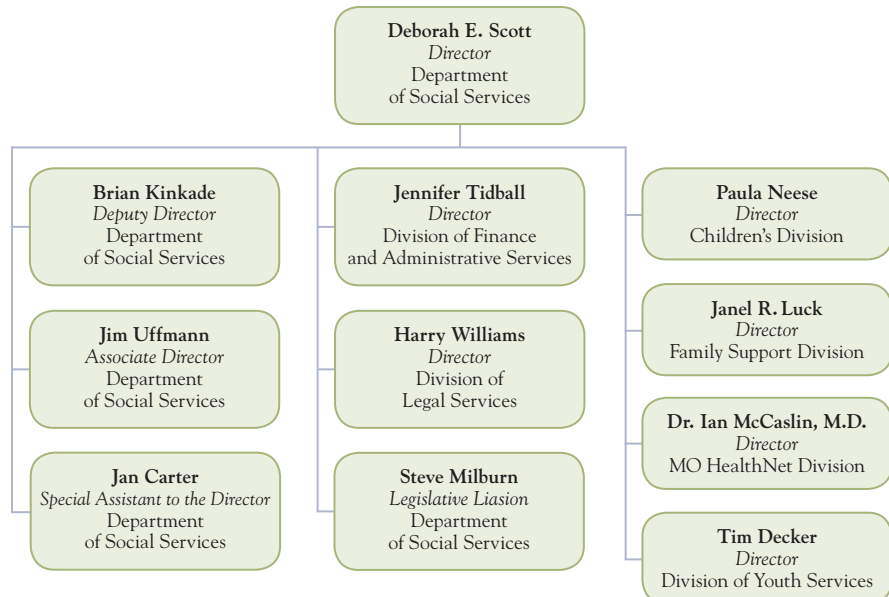 Deborah E. Scott
Director
Department
of Social Services
Brian Kinkade
Deputy Director
Department
of Social Services
Jim Uffmann
Associate Director
Department
of Social Services
Jan Carter
Special Assistant to the Director
Department
of Social Services
Jennifer Tidball
Director
Division of Finance
and Administrative Services
Harry Williams
Director
Division of
Legal Services
Steve Milburn
Legislative Liasion
Department
of Social Services
Paula Neese
Director
Children's Division
Janel R. Luck
Director
Family Support Division
Dr. Ian McCaslin, M.D.
Director
MO HealthNet Division
Tim Decker
Director
Division of Youth Services